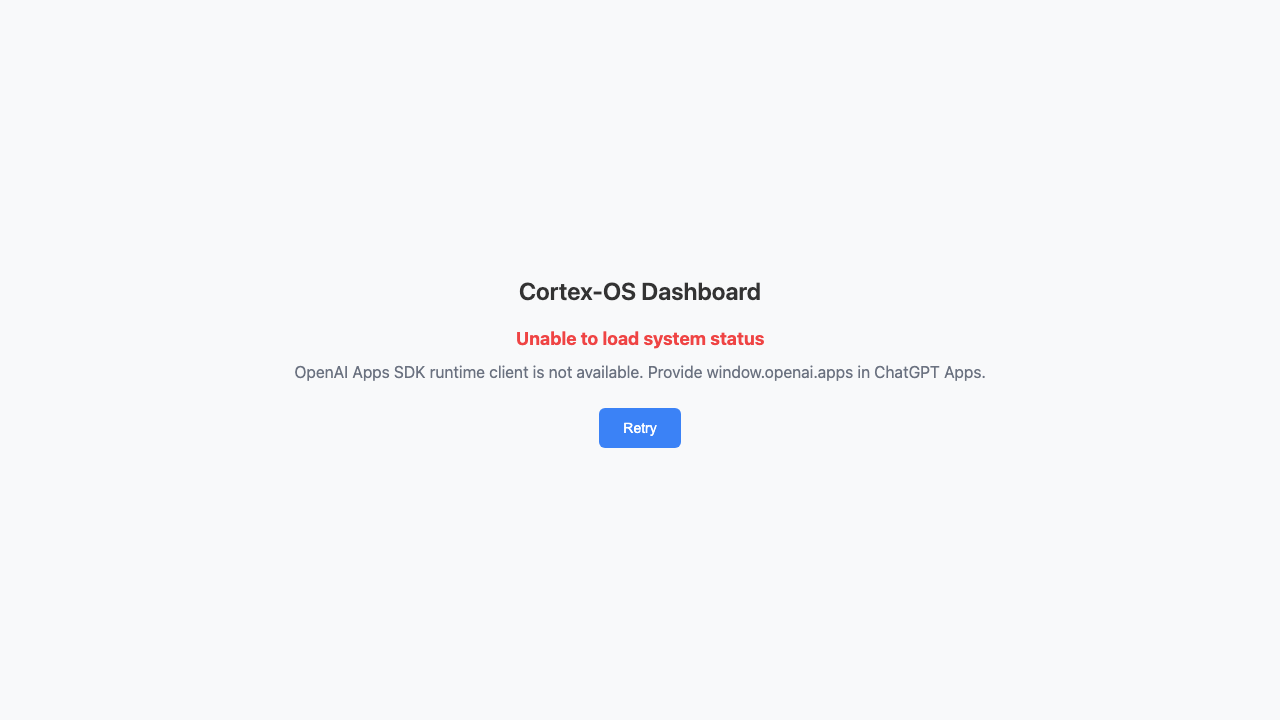 Cortex-OS Dashboard
Unable to load system status
OpenAI Apps SDK runtime client is not available. Provide window.openai.apps in ChatGPT Apps.
Retry